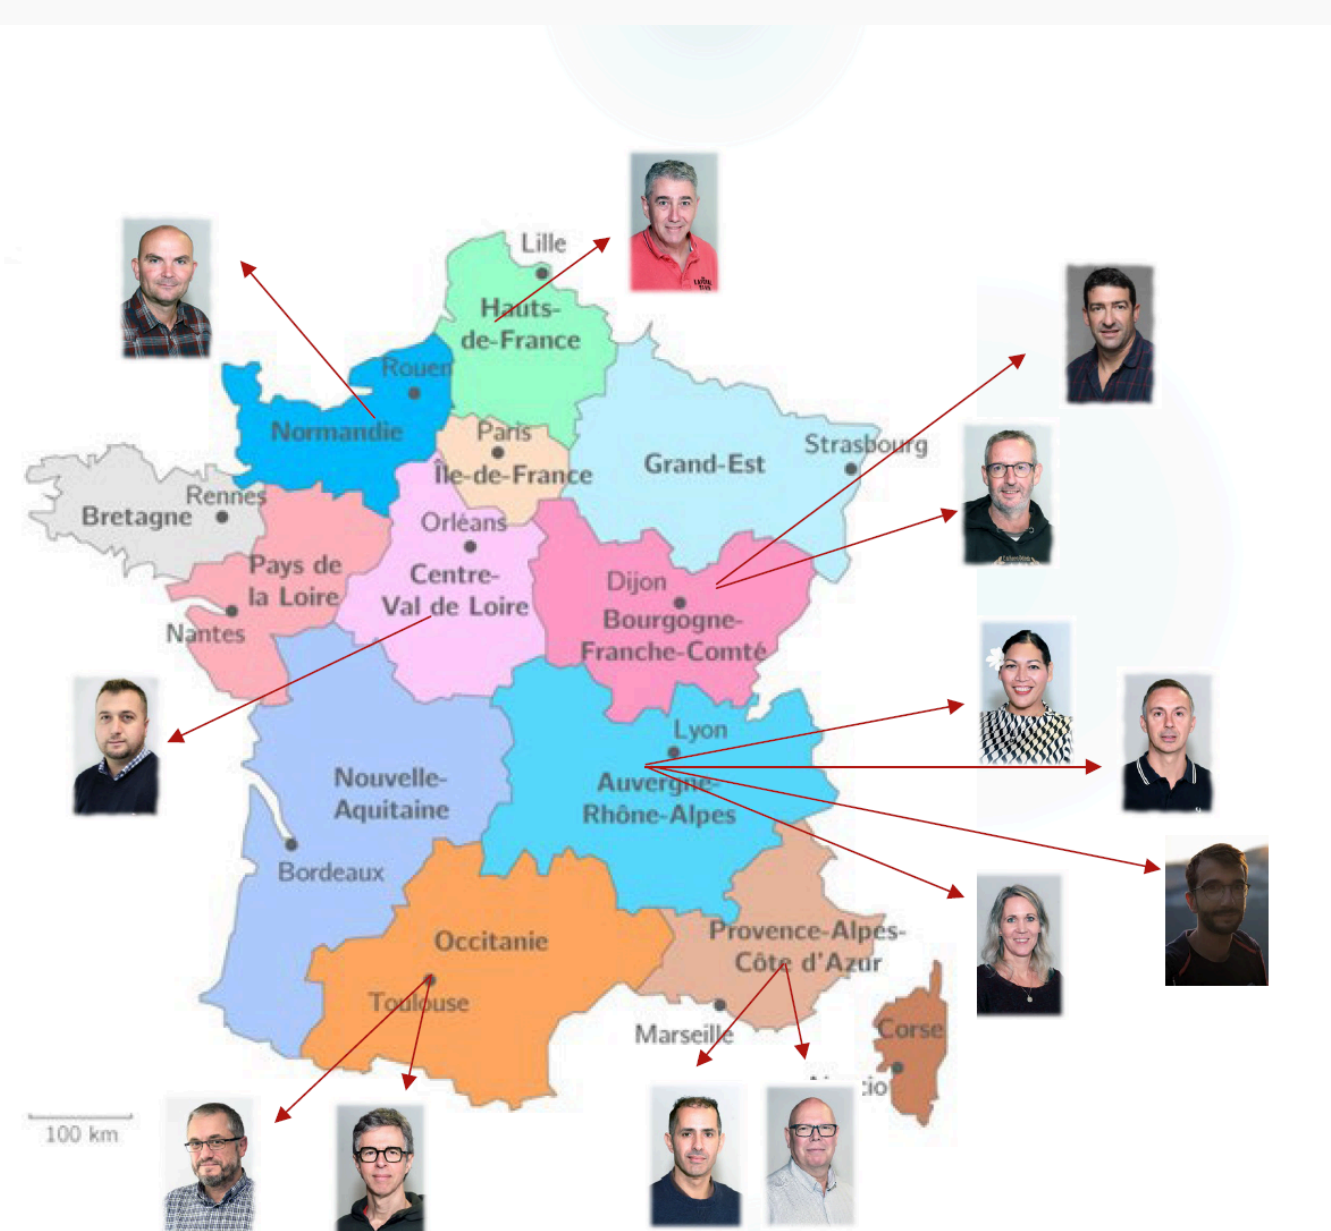 Lille
Hauts-
de-France
Rouen
Normandie
Paris
Île-de-France
Grand-Est
Strasbourg
Rennes
Bretagne
Orléans
Pays de
la Loire
Centre-
Val de Loire
Nantes
Dijon
Bourgogne-
Franche-Comté
Lyon
Auvergne-
Rhône-Alpes
Nouvelle-
Aquitaine
Bordeaux
Occitanie
Toulouse
Provence-Alpes-
Côte d'Azur
Marseille
Corse
100 km